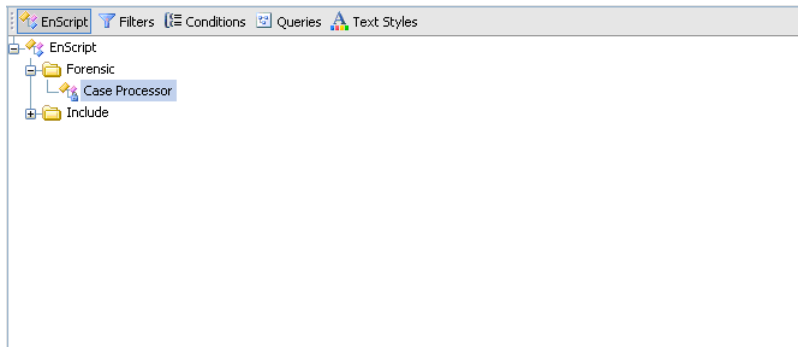 EnScript Filters Conditions Queries Text Styles
EnScript
Forensic
Case Processor
Include